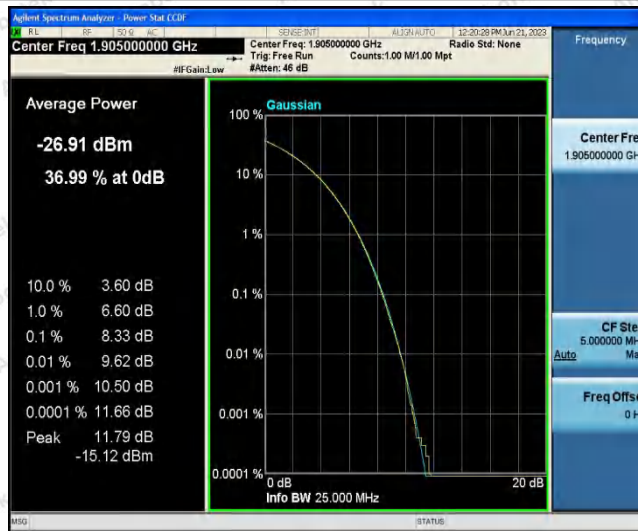 Agilent Spectrum Analyzer - Power Stat CCDF
RL RF 50 Ω AC SENSE:INT ALIGN AUTO 12:20:28 PM Jun 21, 2023
Center Freq 1.905000000 GHz
Center Freq: 1.905000000 GHz Radio Std: None
Trig: Free Run Counts:1.00 M/1.00 Mpt
#IFGain:Low #Atten: 46 dB
Frequency
Average Power
-26.91 dBm
36.99 % at 0dB
10.0 % 3.60 dB
1.0 % 6.60 dB
0.1 % 8.33 dB
0.01 % 9.62 dB
0.001 % 10.50 dB
0.0001 % 11.66 dB
Peak 11.79 dB
-15.12 dBm
Gaussian
100 %
10 %
1 %
0.1 %
0.01 %
0.001 %
0.0001 %
0 dB 20 dB
Info BW 25.000 MHz
Center Fre
1.905000000 GH
CF Ste
5.000000 MH
Auto Ma
Freq Offs
0 H
MSG STATUS